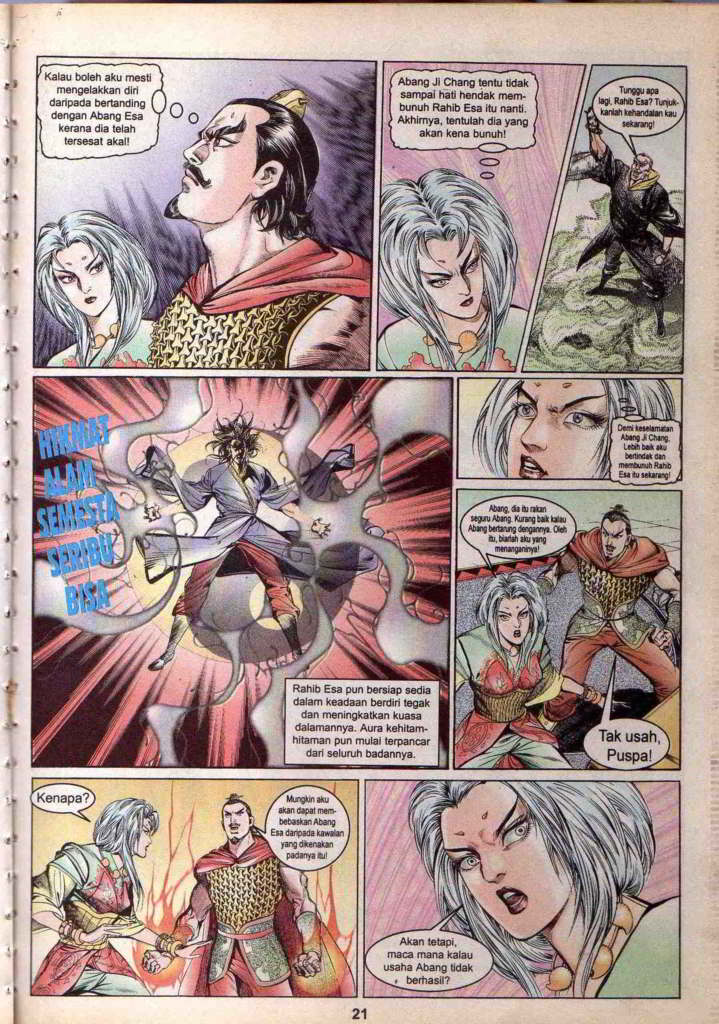 Kalau boleh aku mesti
mengelakkan diri
daripada bertanding
dengan Abang Esa
kerana dia telah
tersesat akal!
Abang Ji Chang tentu tidak
sampai hati hendak mem-
bunuh Rahib Esa itu nanti.
Akhirnya, tentulah dia yang
akan kena bunuh!
Tunggu apa
lagi, Rahib Esa? Tunjuk-
kanlah kehandalan kau
sekarang!
HIKMAT
ALAM
SEMESTA
SERIBU
BISA
Rahib Esa pun bersiap sedia
dalam keadaan berdiri tegak
dan meningkatkan kuasa
dalamannya. Aura kehitam-
hitaman pun mulai terpancar
dari seluruh badannya.
Demi keselamatan
Abang Ji Chang,
Lebih baik aku
bertindak dan
membunuh Rahib
Esa itu sekarang!
Abang, dia itu rakan
seguru Abang. Kurang baik kalau
Abang bertarung dengannya. Oleh
itu, biarlah aku yang
menanganinya!
Tak usah,
Puspa!
Kenapa?
Mungkin aku
akan dapat mem-
bebaskan Abang
Esa daripada kawalan
yang dikenakan
padanya itu!
Akan tetapi,
maca mana kalau
usaha Abang tidak
berhasil?
21